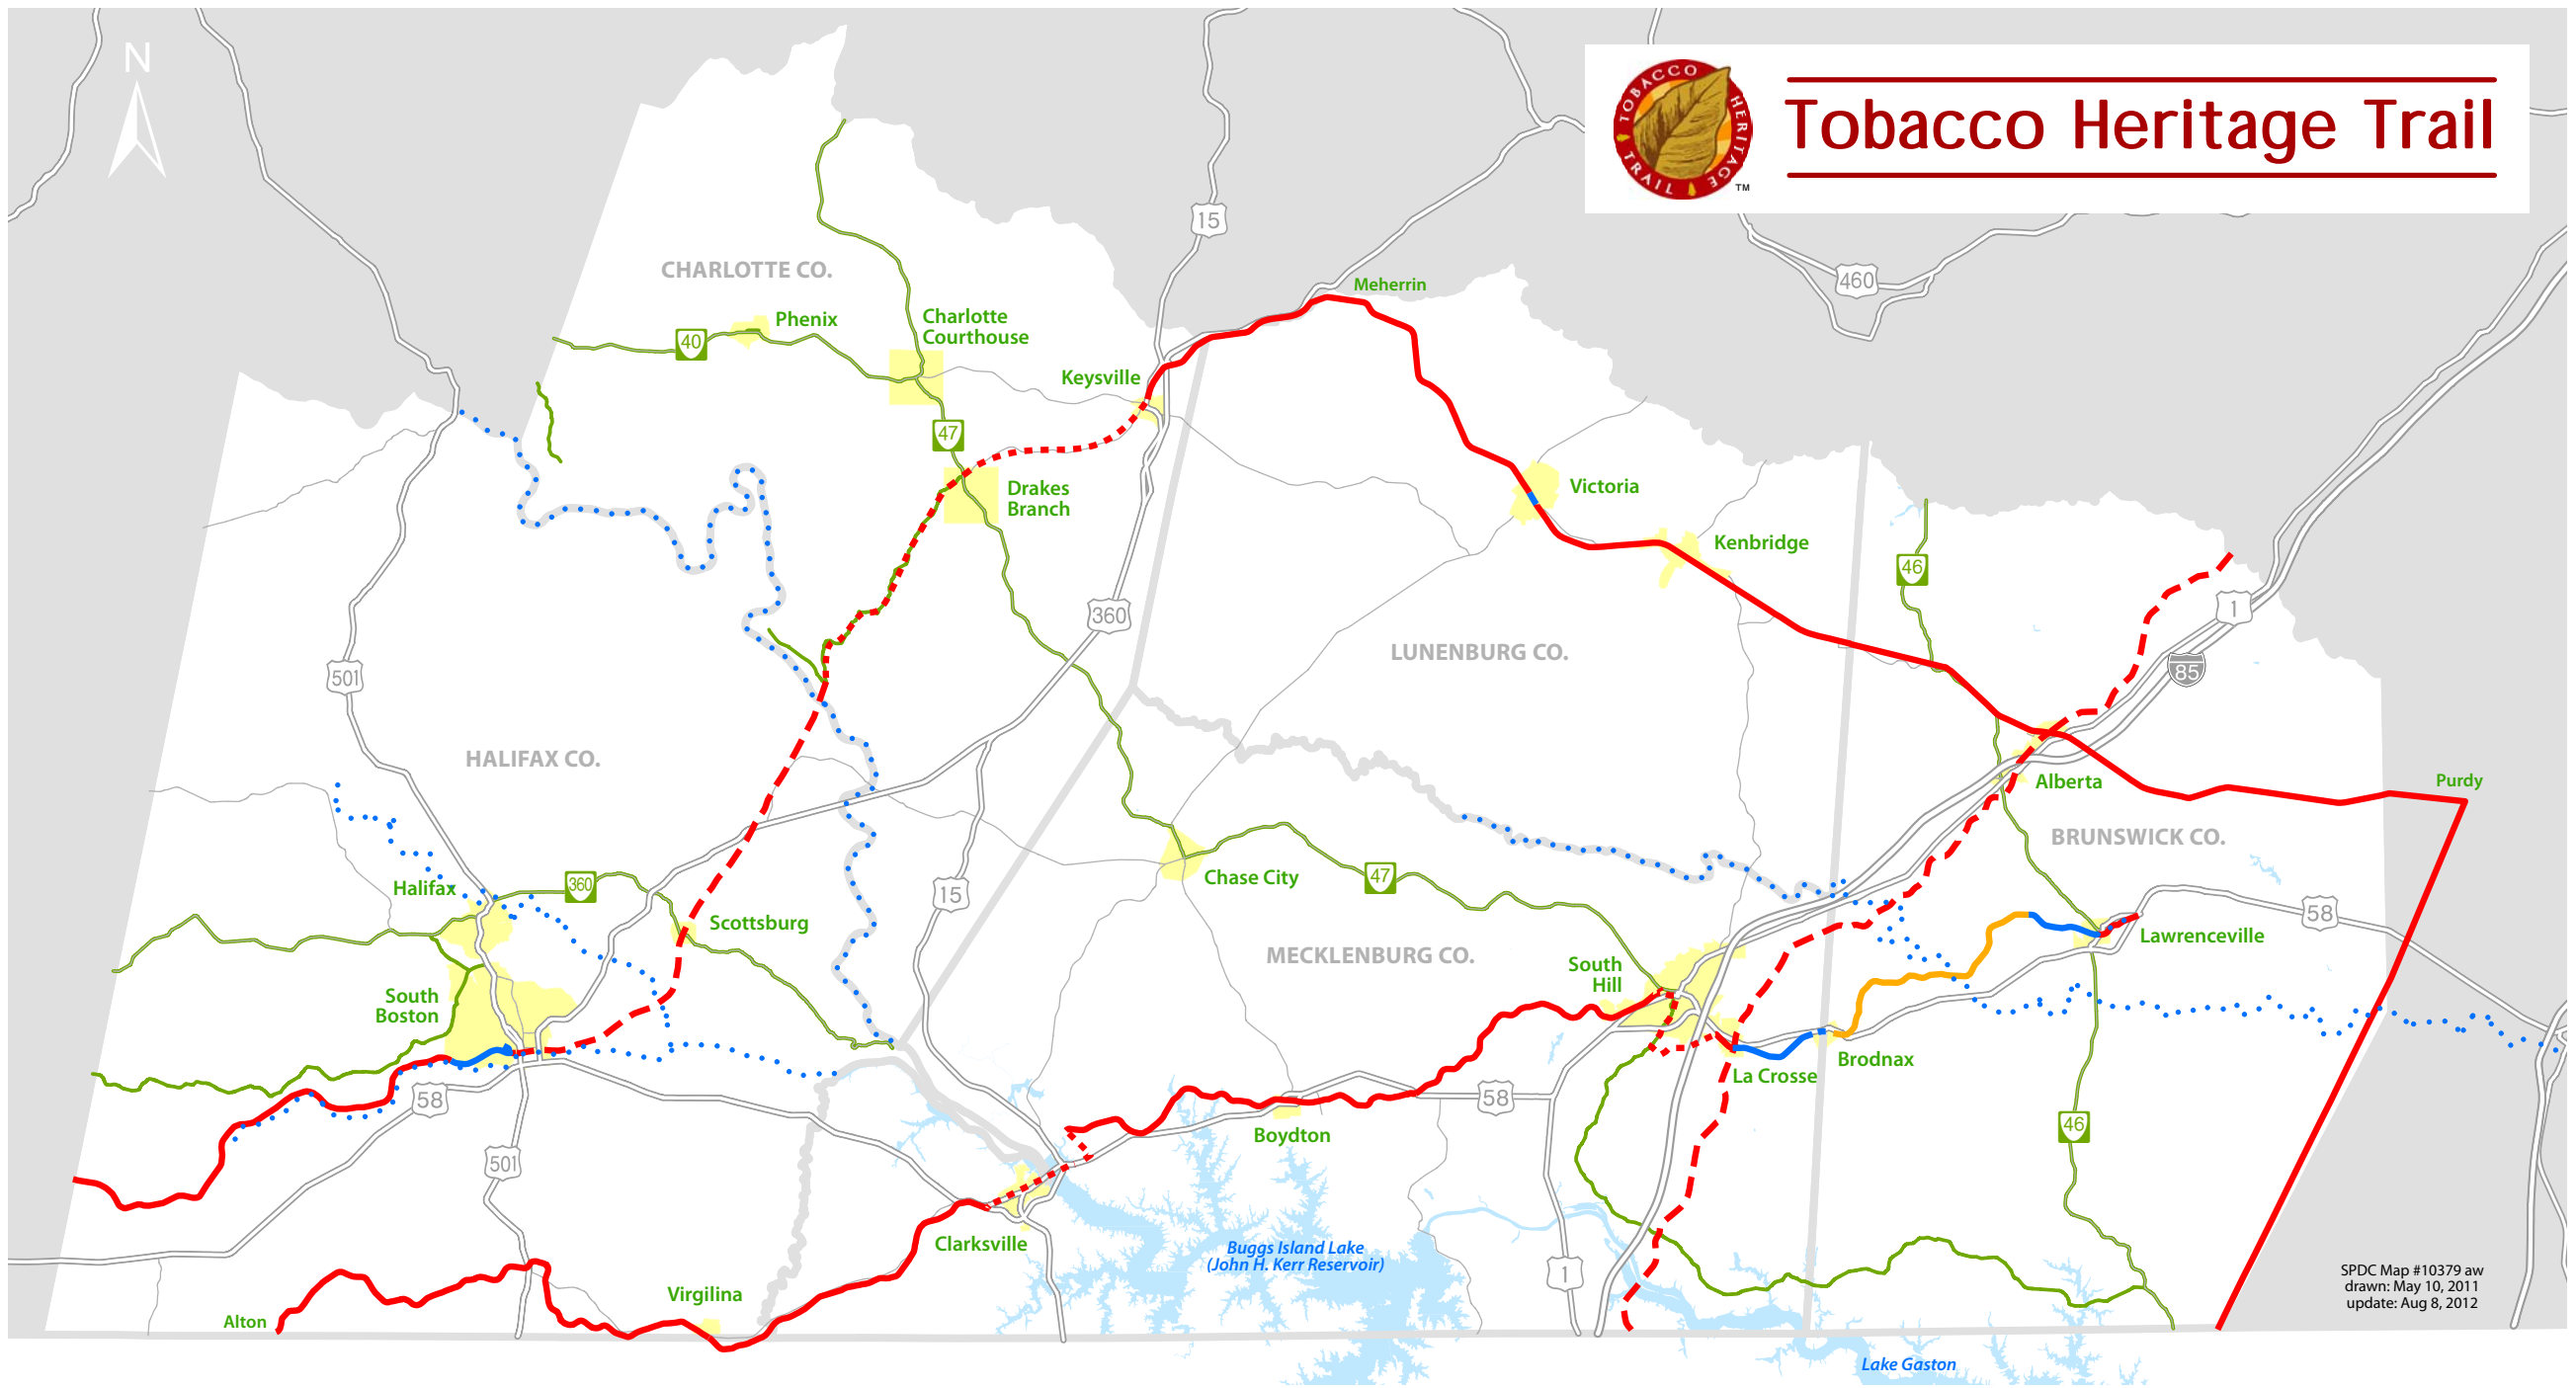 N
TOBACCO HERITAGE TRAIL
TM
Tobacco Heritage Trail
15
460
CHARLOTTE CO.
Meherrin
Phenix
Charlotte
Courthouse
40
Keysville
47
Drakes
Branch
Victoria
Kenbridge
46
360
1
LUNENBURG CO.
85
501
HALIFAX CO.
Alberta
Purdy
BRUNSWICK CO.
Halifax
360
15
Chase City
47
58
Scottsburg
Lawrenceville
MECKLENBURG CO.
South
Hill
South
Boston
Brodnax
La Crosse
58
58
46
Boydton
501
Clarksville
Buggs Island Lake
(John H. Kerr Reservoir)
1
Virgilina
Alton
SPDC Map #10379 aw
drawn: May 10, 2011
update: Aug 8, 2012
Lake Gaston